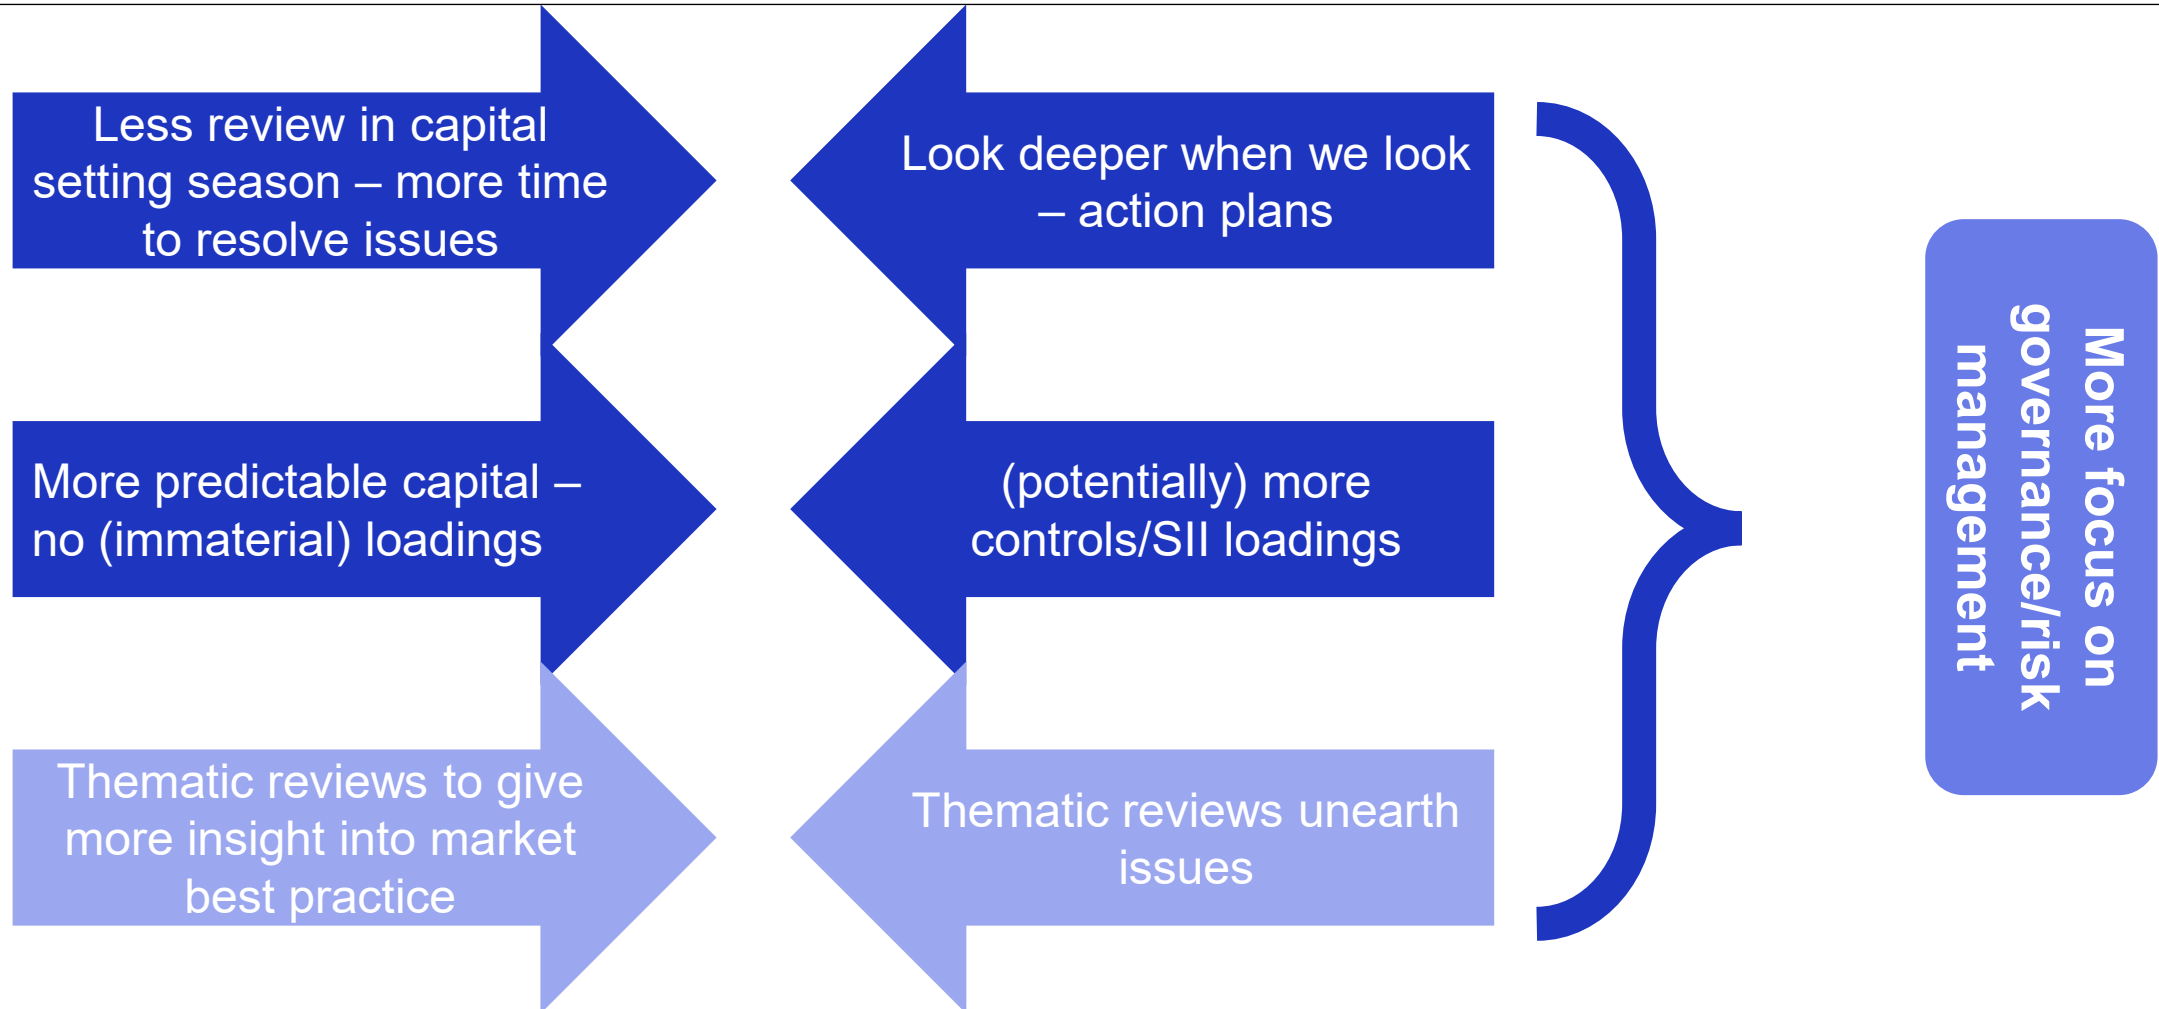 Less review in capital
setting season – more time
to resolve issues
Look deeper when we look
– action plans
More predictable capital –
no (immaterial) loadings
(potentially) more
controls/SII loadings
Thematic reviews to give
more insight into market
best practice
Thematic reviews unearth
issues
More focus on
governance/risk
management